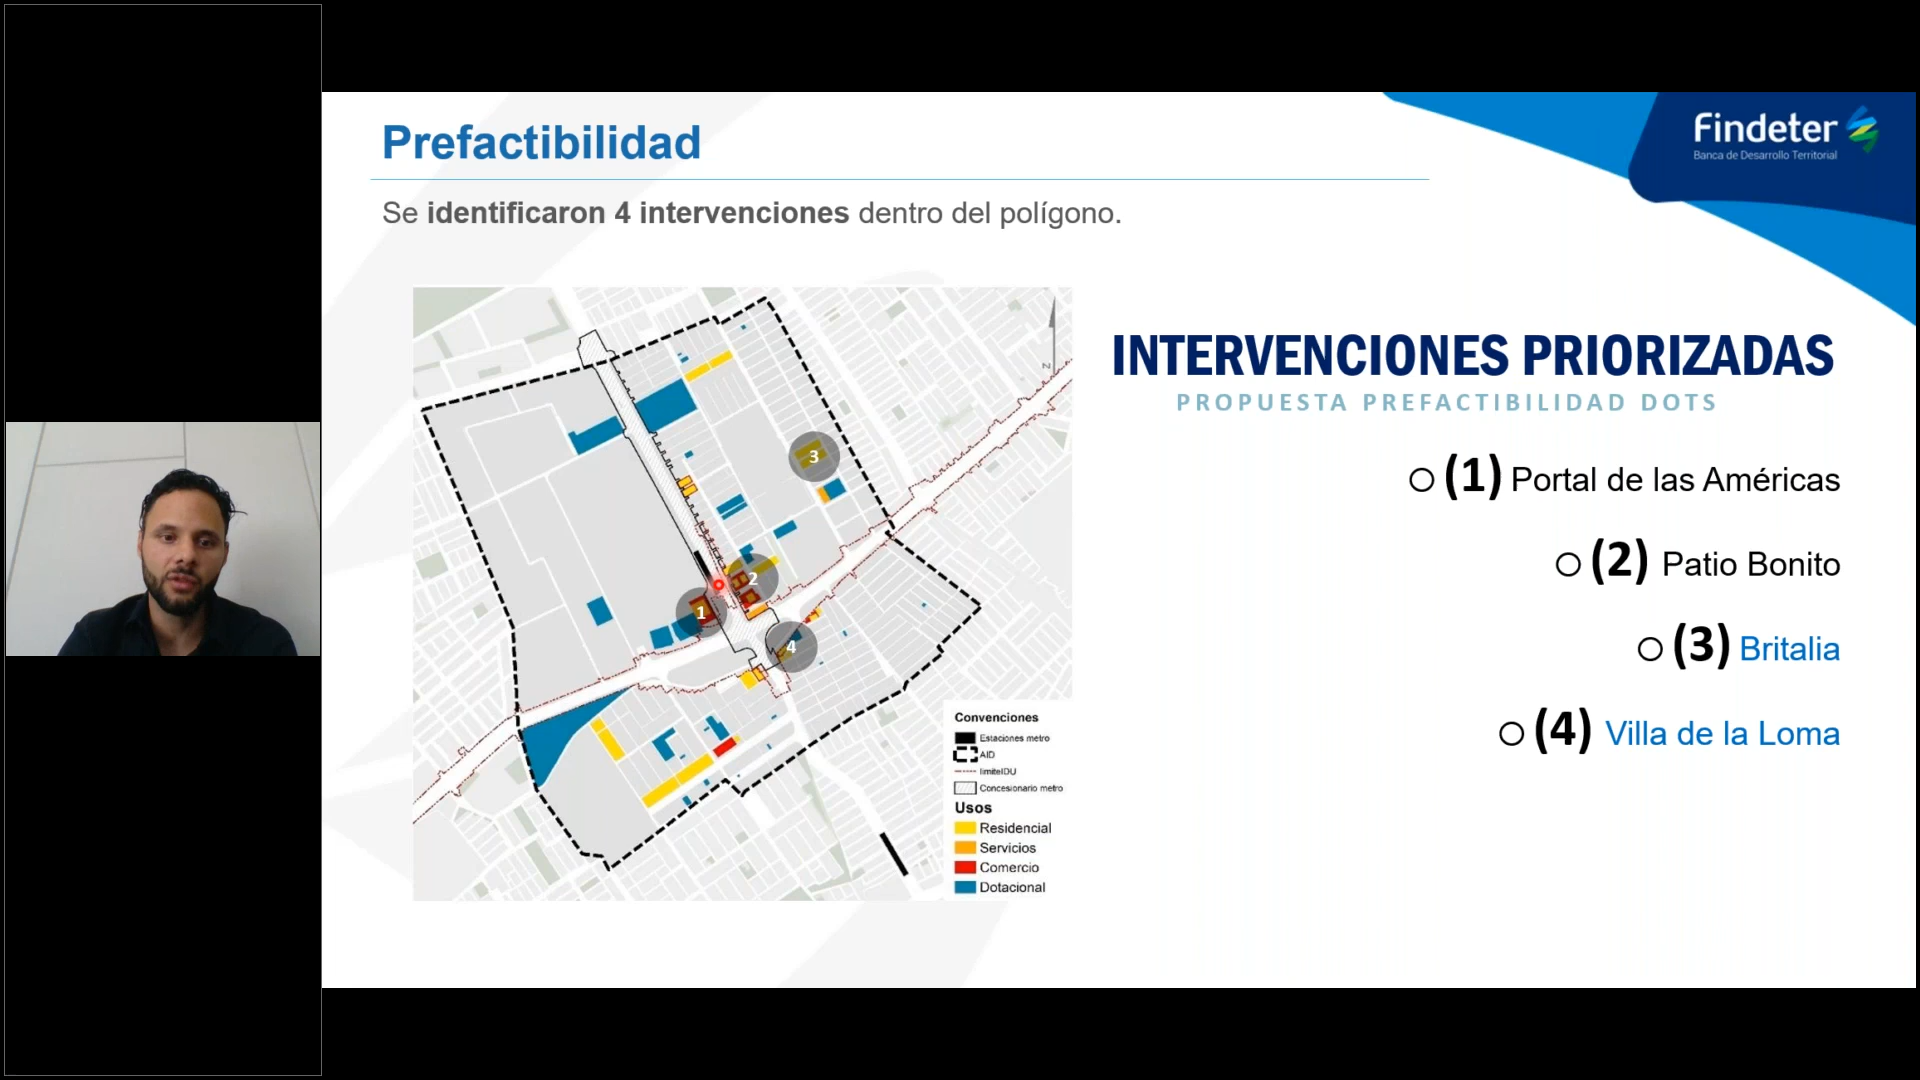 Prefactibilidad
Findeter
Banca de Desarrollo Territorial
Se identificaron 4 intervenciones dentro del polígono.
INTERVENCIONES PRIORIZADAS
PROPUESTA PREFACTIBILIDAD DOTS
(1) Portal de las Américas
(2) Patio Bonito
(3) Britalia
(4) Villa de la Loma
N
3
2
1
4
Convenciones
Estaciones metro
AID
limiteIDU
Concesionario metro
Usos
Residencial
Servicios
Comercio
Dotacional